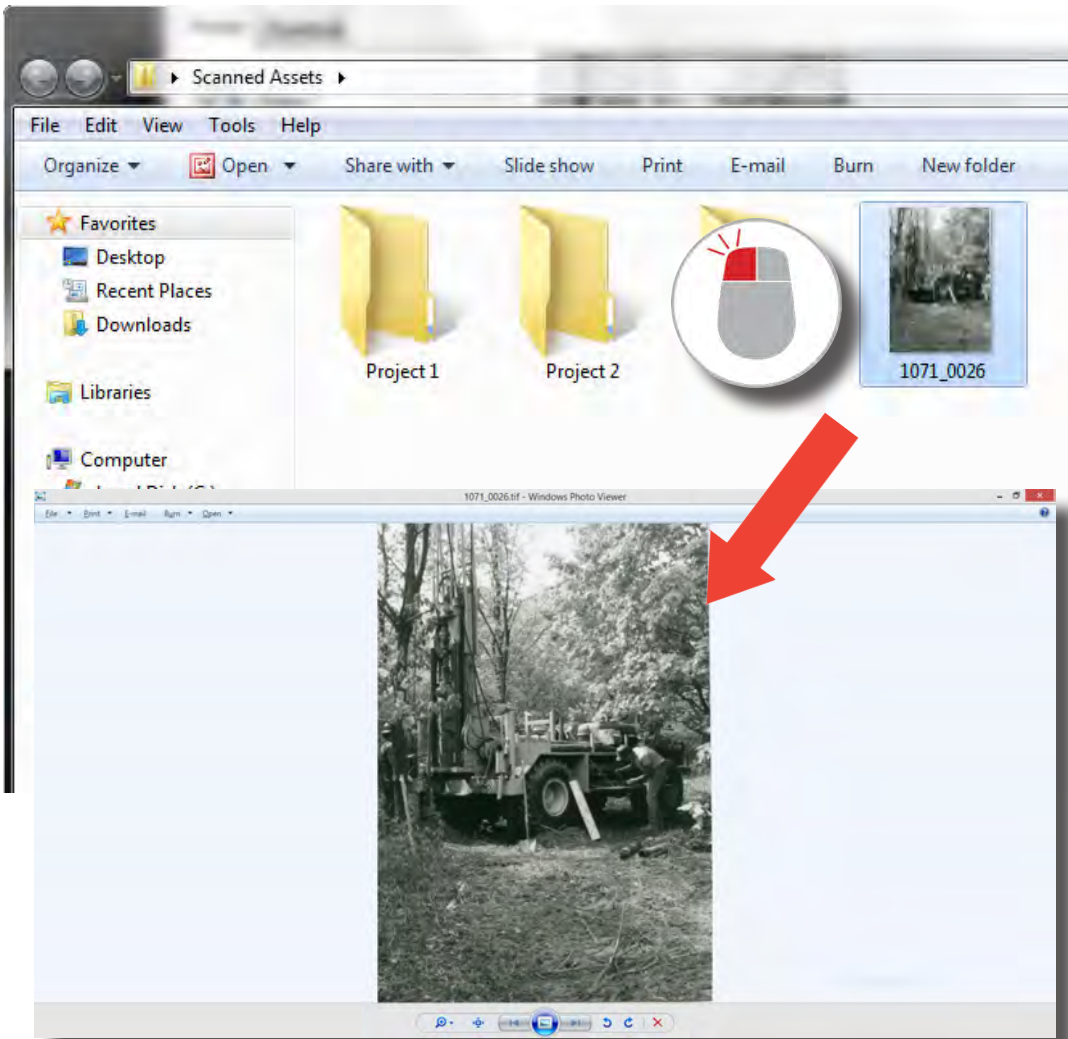 Scanned Assets
File Edit View Tools Help
Organize Open Share with Slide show Print E-mail Burn New folder
Favorites
Desktop
Recent Places
Downloads
Libraries
Computer
Project 1 Project 2 1071_0026
1071_0026.tif - Windows Photo Viewer
File Print E-mail Burn Open